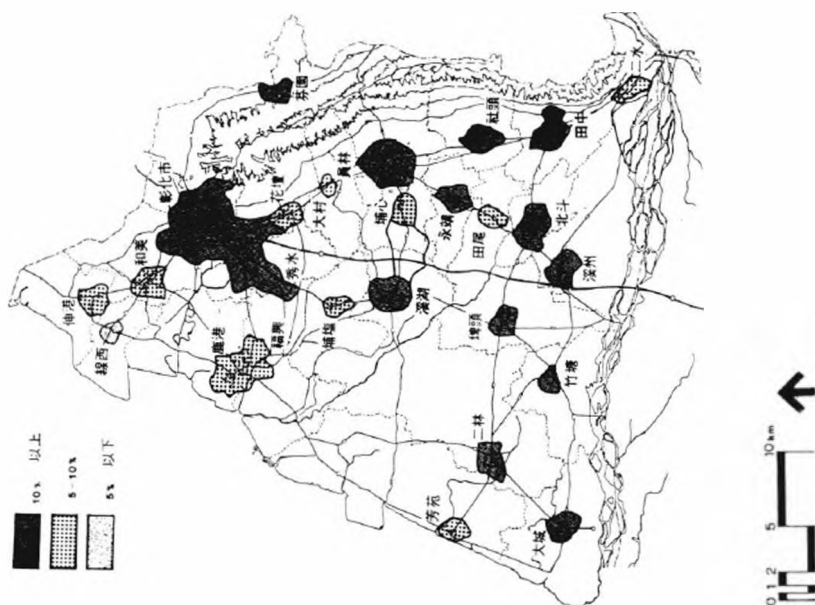 10% 以上
5-10%
5% 以下
伸港
線西
和美
彰化市
鹿港
福興
秀水
花壇
芬園
大村
埔鹽
埔心
員林
溪湖
永靖
社頭
田尾
田中
二水
北斗
埤頭
溪州
竹塘
二林
芳苑
大城
0 1 2 5 10 km